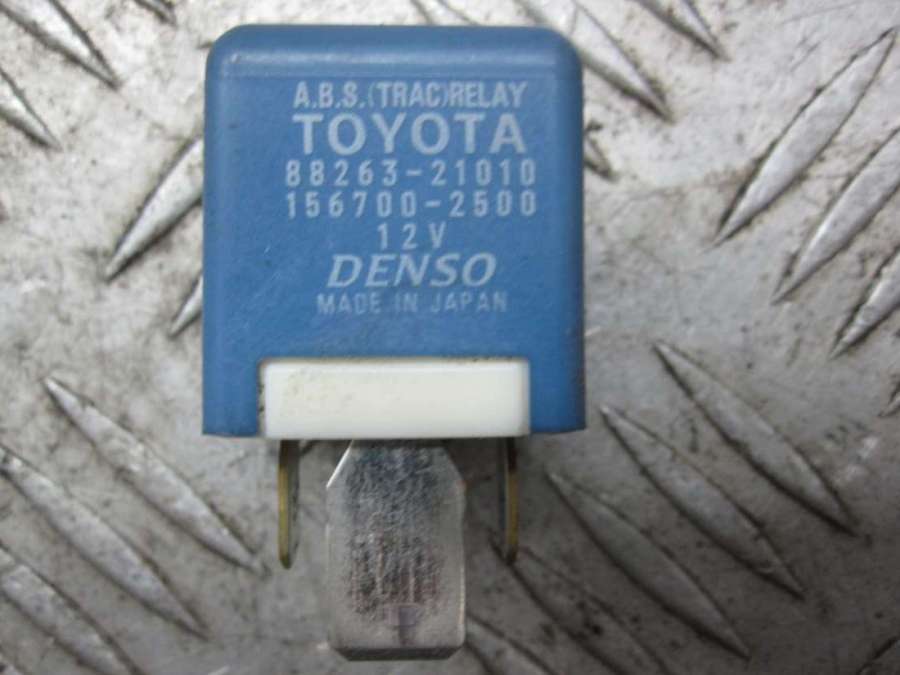 A.B.S.(TRAC)RELAY
TOYOTA
88263-21010
156700-2500
12V
DENSO
MADE IN JAPAN